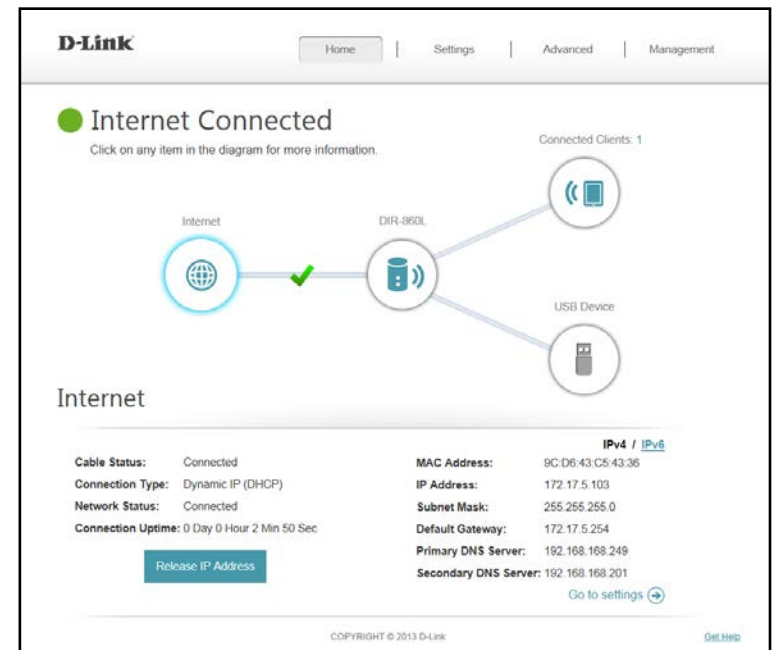 D-Link
Home | Settings | Advanced | Management
Internet Connected
Click on any item in the diagram for more information.
Connected Clients: 1
Internet
DIR-860L
USB Device
Internet
IPv4 / IPv6
Cable Status: Connected
MAC Address: 9C:D6:43:C5:43:36
Connection Type: Dynamic IP (DHCP)
IP Address: 172.17.5.103
Network Status: Connected
Subnet Mask: 255.255.255.0
Connection Uptime: 0 Day 0 Hour 2 Min 50 Sec
Default Gateway: 172.17.5.254
Primary DNS Server: 192.168.168.249
Release IP Address
Secondary DNS Server: 192.168.168.201
Go to settings
COPYRIGHT © 2013 D-Link
Get Help